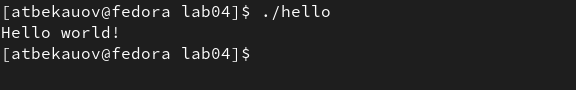 [atbekauov@fedora lab04]$ ./hello
Hello world!
[atbekauov@fedora lab04]$